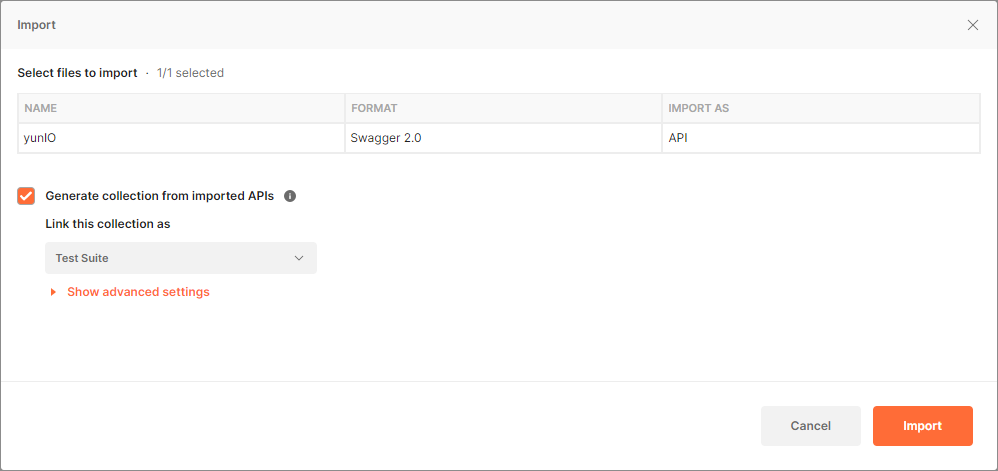 Import
Select files to import · 1/1 selected
NAME FORMAT IMPORT AS
yunIO Swagger 2.0 API
Generate collection from imported APIs
Link this collection as
Test Suite
Show advanced settings
Cancel Import